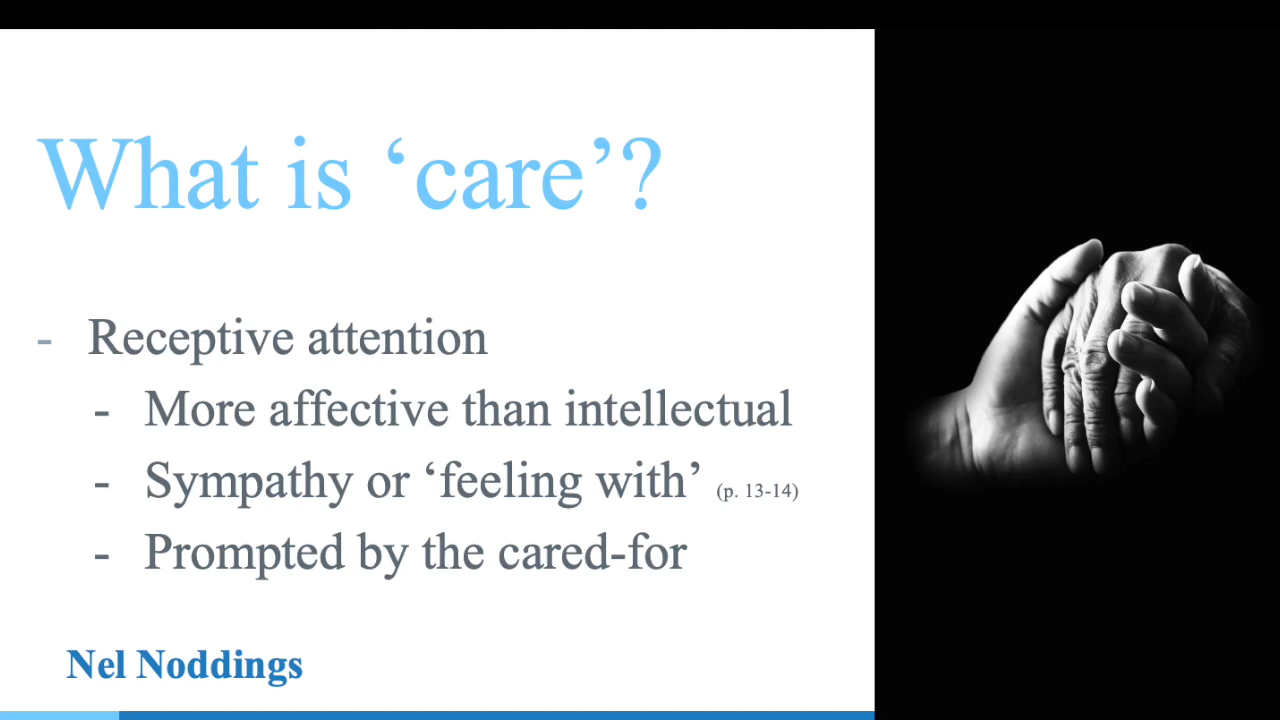 What is ‘care’?
- Receptive attention
- More affective than intellectual
- Sympathy or ‘feeling with’ (p. 13-14)
- Prompted by the cared-for
Nel Noddings